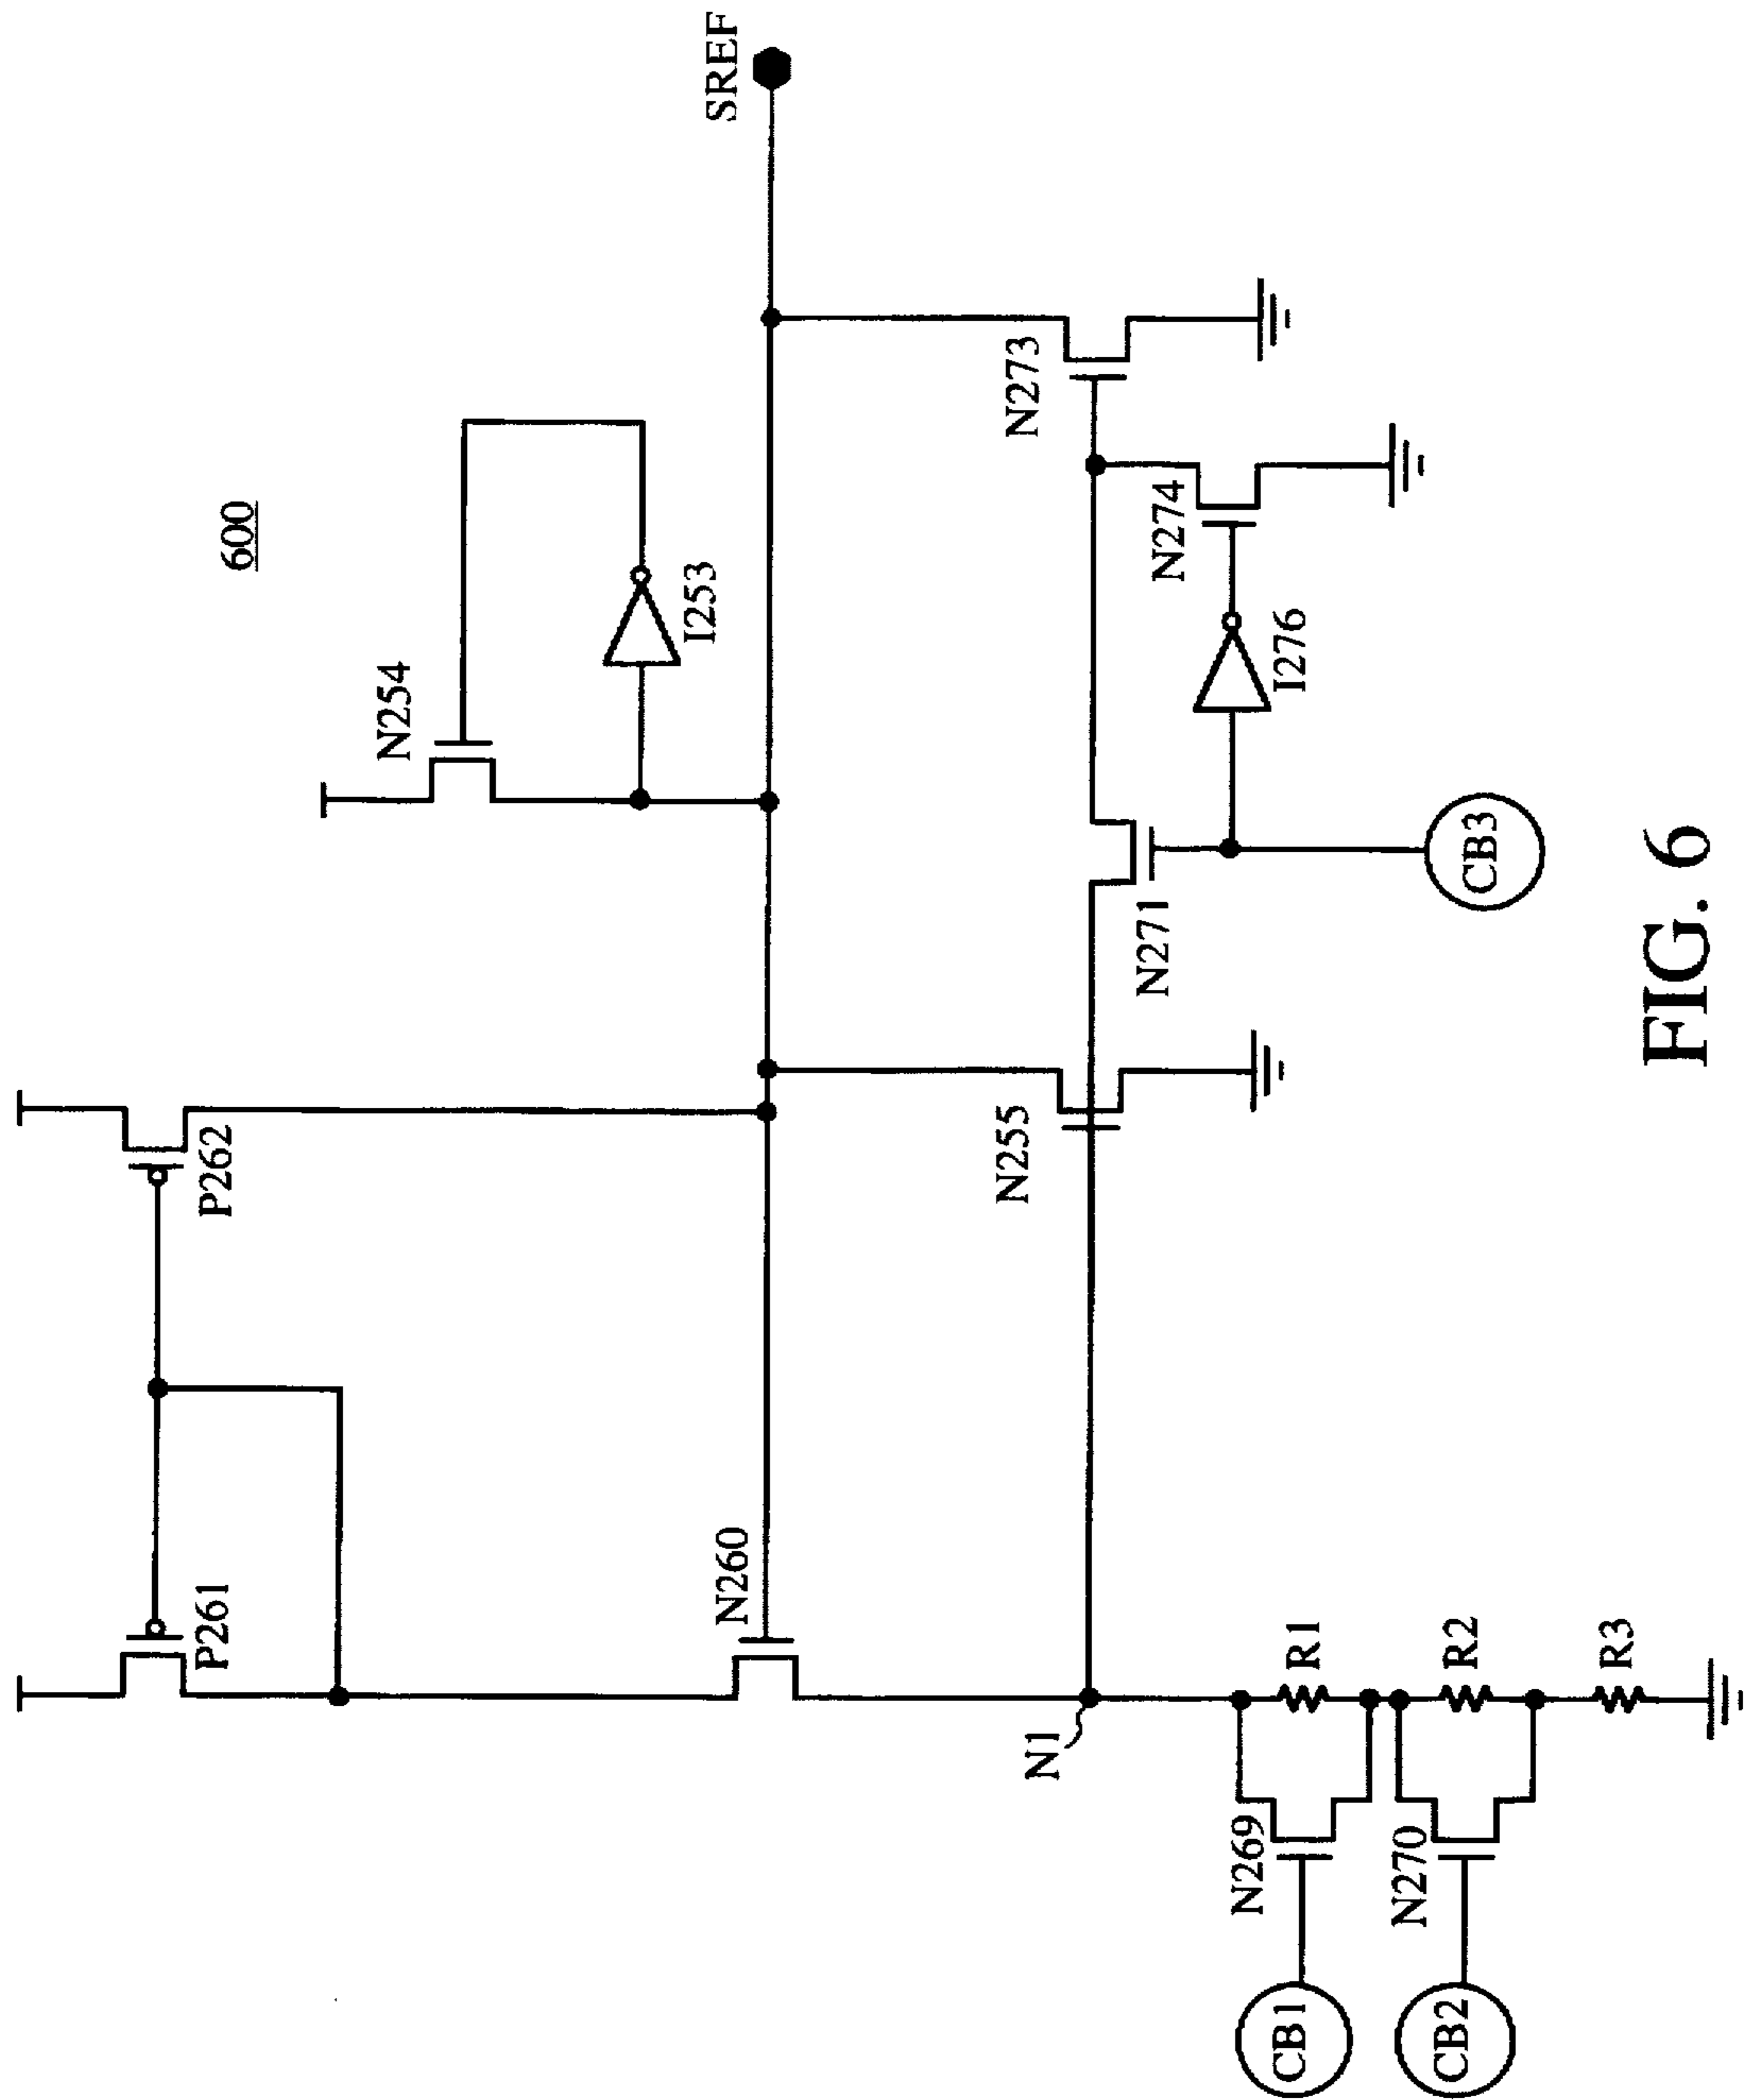 600
P261
P262
N254
I253
SREF
N260
N255
N273
N1
N271
N274
I276
CB1
N269
R1
CB2
N270
R2
R3
CB3
FIG. 6